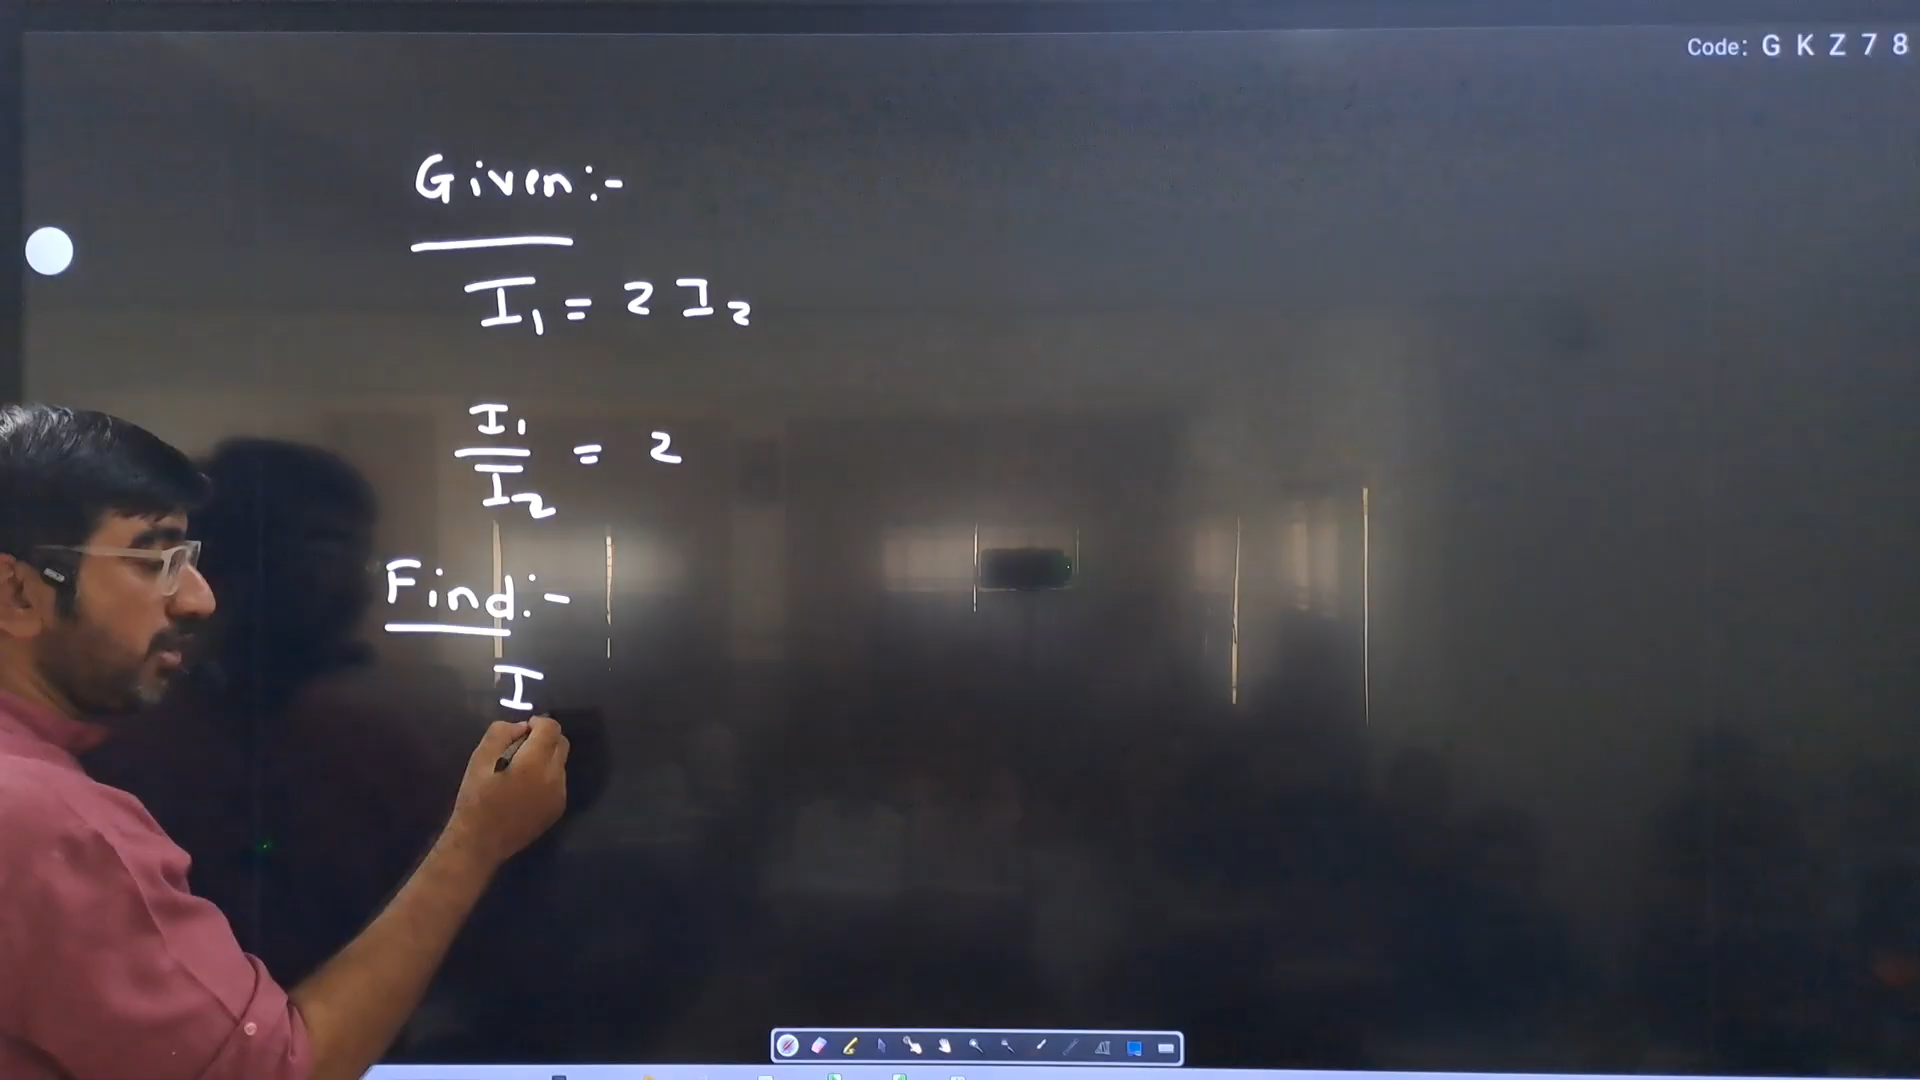 Code: G K Z 7 8
Given:-
I₁ = 2 I₂
I₁/I₂ = 2
Find:-
I